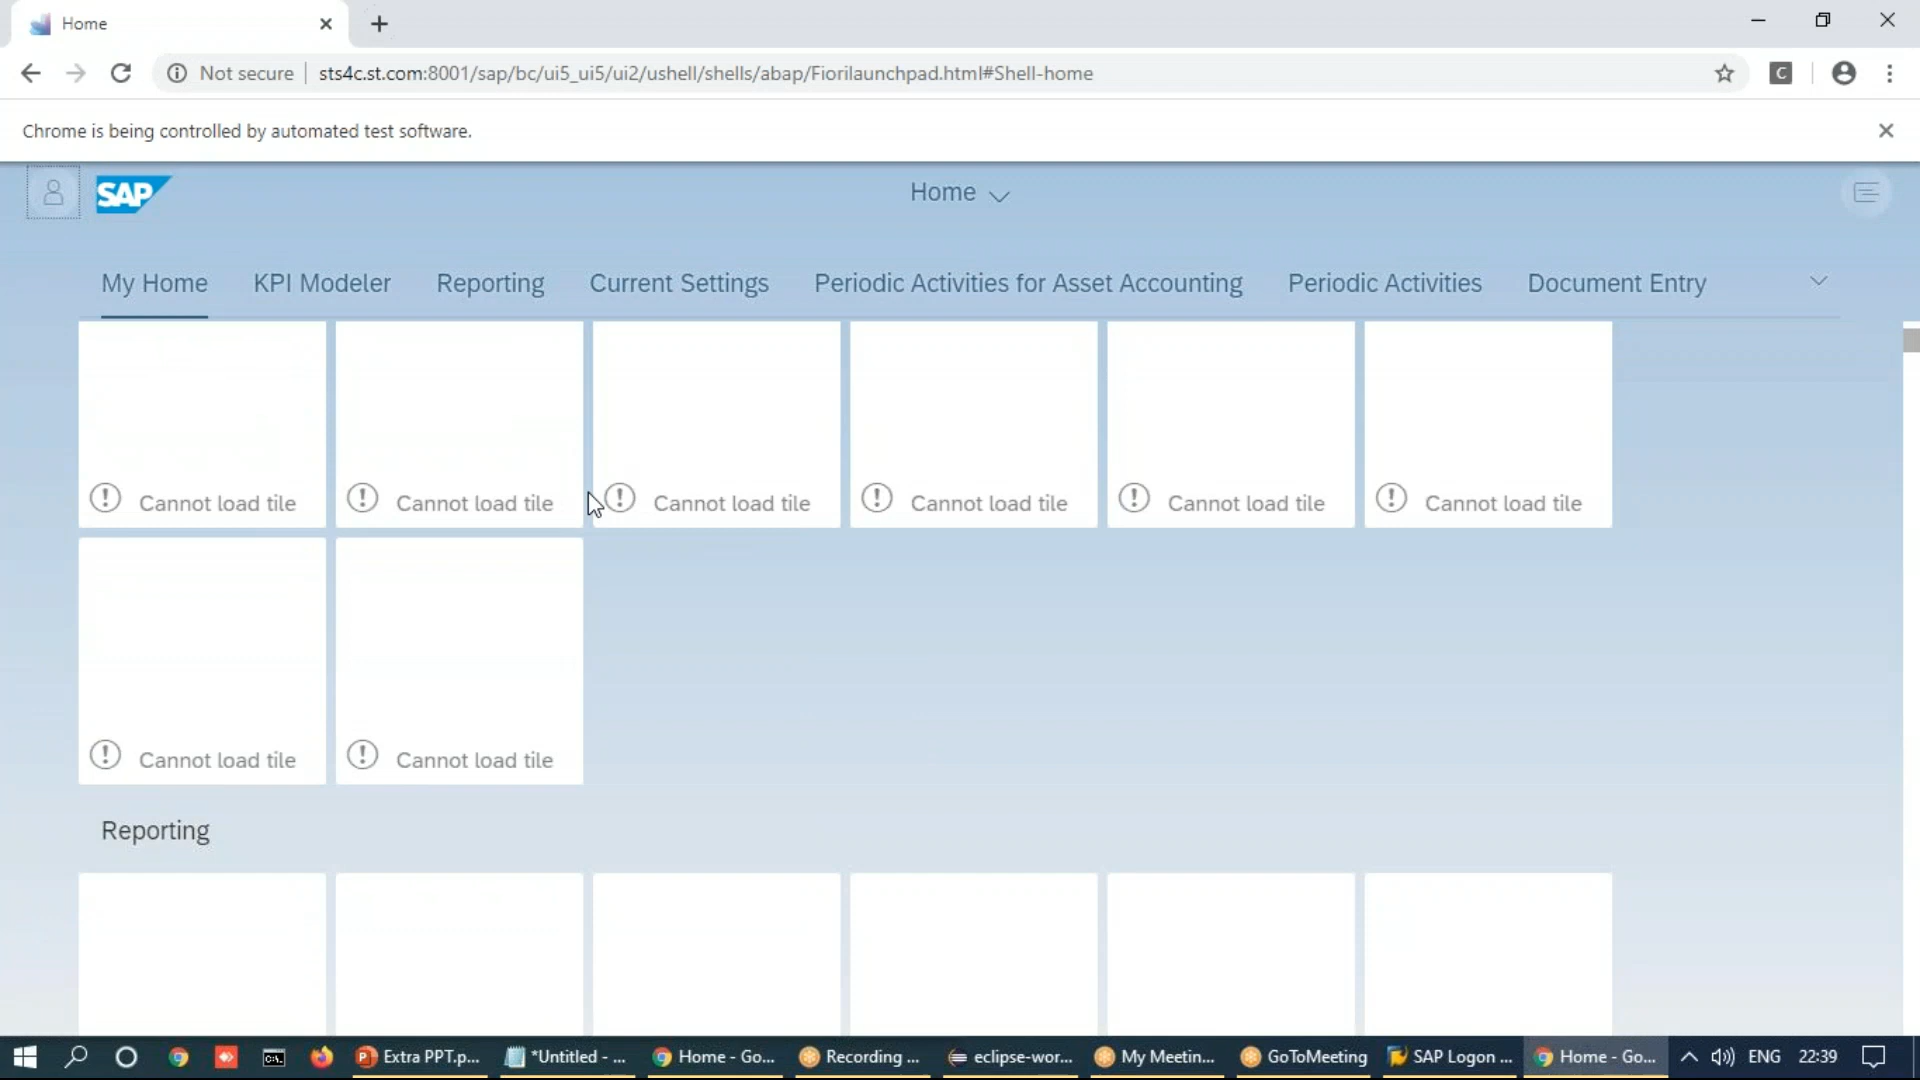 Home
Not secure
sts4c.st.com:8001/sap/bc/ui5_ui5/ui2/ushell/shells/abap/Fiorilaunchpad.html#Shell-home
C
Chrome is being controlled by automated test software.
SAP
Home
My Home
KPI Modeler
Reporting
Current Settings
Periodic Activities for Asset Accounting
Periodic Activities
Document Entry
Cannot load tile
Cannot load tile
Cannot load tile
Cannot load tile
Cannot load tile
Cannot load tile
Cannot load tile
Cannot load tile
Reporting
Extra PPT.p...
*Untitled - ...
Home - Go...
Recording ...
eclipse-wor...
My Meetin...
GoToMeeting
SAP Logon ...
Home - Go...
ENG
22:39